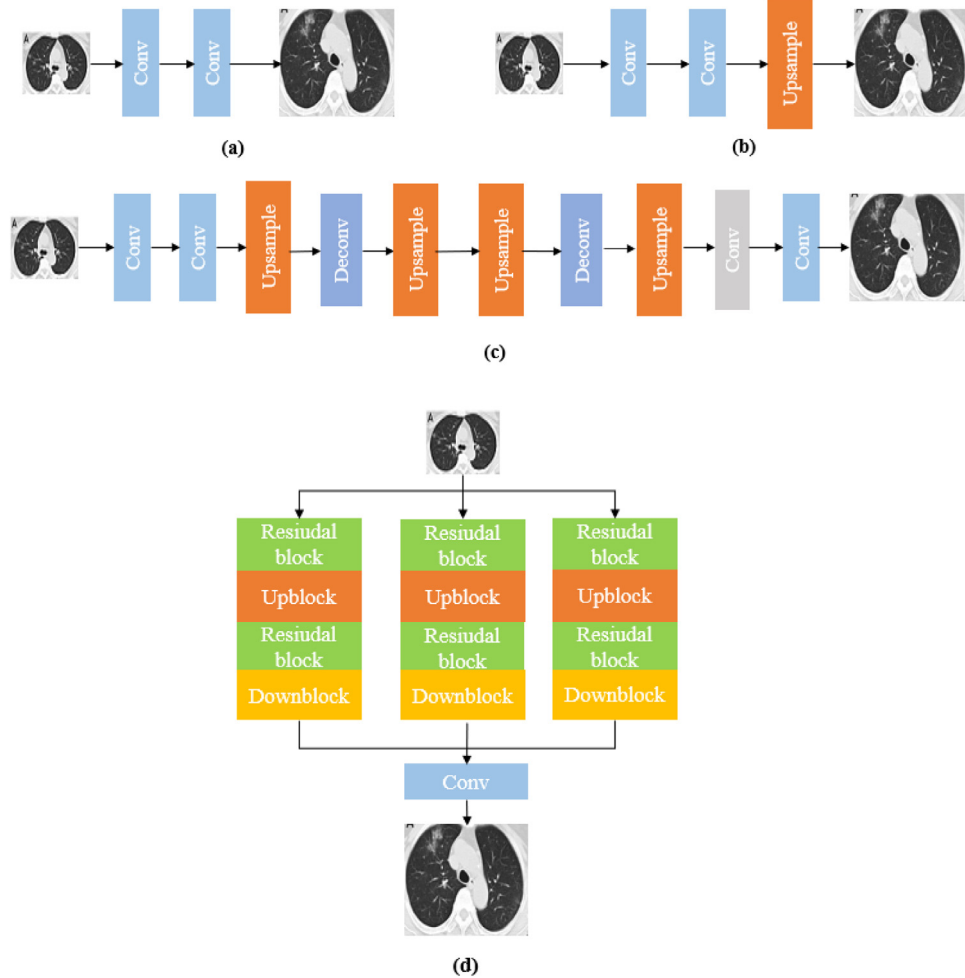 A
Conv
Conv
A
(a)
A
Conv
Conv
Upsample
A
(b)
A
Conv
Conv
Upsample
Deconv
Upsample
Upsample
Deconv
Upsample
Conv
Conv
A
(c)
A
Resiudal
block
Upblock
Resiudal
block
Downblock
Resiudal
block
Upblock
Resiudal
block
Downblock
Resiudal
block
Upblock
Resiudal
block
Downblock
Conv
A
(d)